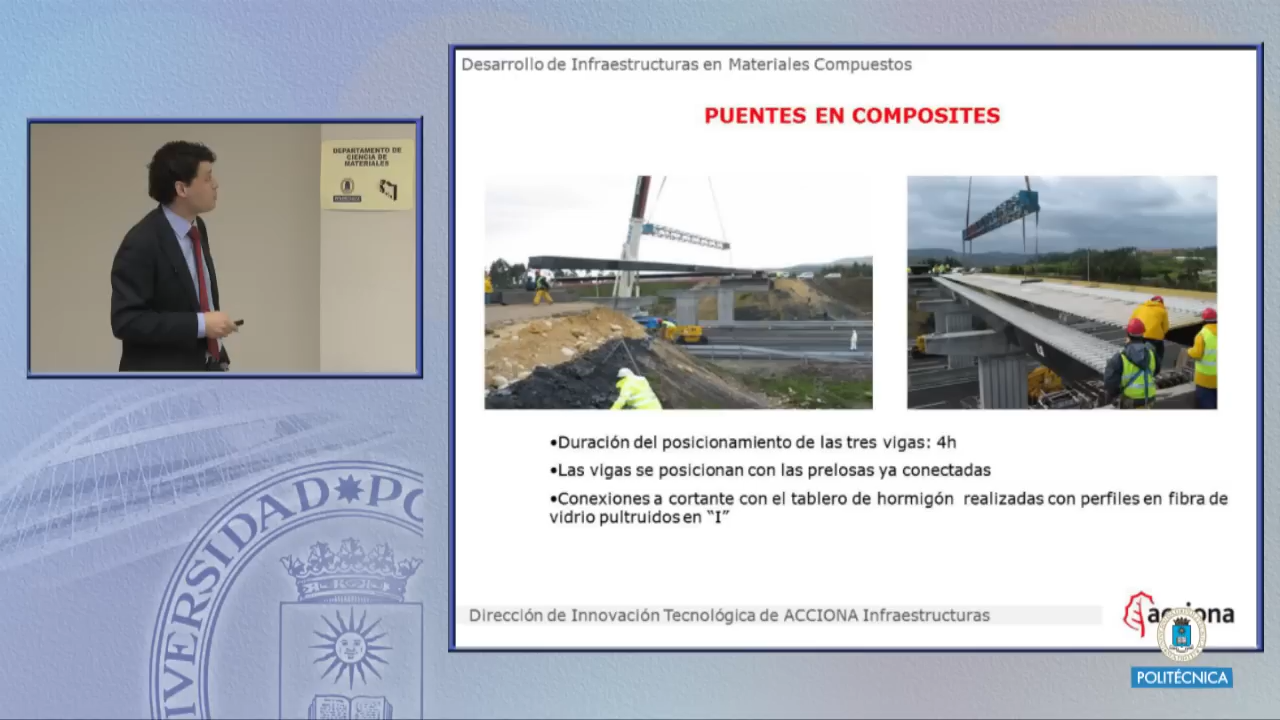 Desarrollo de Infraestructuras en Materiales Compuestos
PUENTES EN COMPOSITES
DEPARTAMENTO DE
CIENCIA DE
MATERIALES
POLITÉCNICA
•Duración del posicionamiento de las tres vigas: 4h
•Las vigas se posicionan con las prelosas ya conectadas
•Conexiones a cortante con el tablero de hormigón realizadas con perfiles en fibra de
vidrio pultruidos en “I”
VERSIDAD PO
Dirección de Innovación Tecnológica de ACCIONA Infraestructuras
acciona
POLITÉCNICA